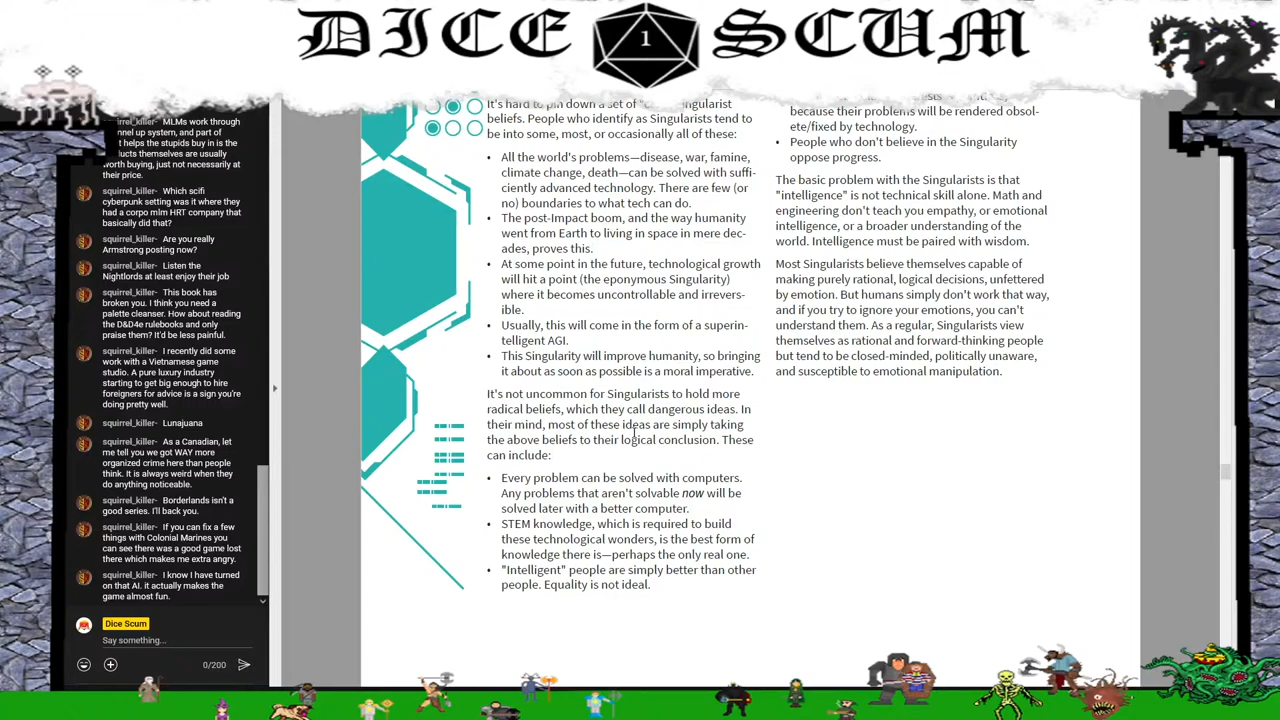 DICE 1 SCUM
squirrel_killer- MLMs work through
nnel up system, and part of
t helps the stupids buy in is the
ucts themselves are usually
worth buying, just not necessarily at
their price.
squirrel_killer- Which scifi
cyberpunk setting was it where they
had a corpo mlm HRT company that
basically did that?
squirrel_killer- Are you really
Armstrong posting now?
squirrel_killer- Listen the
Nightlords at least enjoy their job
squirrel_killer- This book has
broken you. I think you need a
palette cleanser. How about reading
the D&D4e rulebooks and only
praise them? It'd be less painful.
squirrel_killer- I recently did some
work with a Vietnamese game
studio. A pure luxury industry
starting to get big enough to hire
foreigners for advice is a sign you're
doing pretty well.
squirrel_killer- Lunajuana
squirrel_killer- As a Canadian, let
me tell you we got WAY more
organized crime here than people
think. It is always weird when they
do anything noticeable.
squirrel_killer- Borderlands isn't a
good series. I'll back you.
squirrel_killer- If you can fix a few
things with Colonial Marines you
can see there was a good game lost
there which makes me extra angry.
squirrel_killer- I know I have turned
on that AI. it actually makes the
game almost fun.
Dice Scum
Say something...
0/200
It's hard to pin down a set of ngularist
beliefs. People who identify as Singularists tend to
be into some, most, or occasionally all of these:
• All the world's problems—disease, war, famine,
climate change, death—can be solved with suffi-
ciently advanced technology. There are few (or
no) boundaries to what tech can do.
• The post-Impact boom, and the way humanity
went from Earth to living in space in mere dec-
ades, proves this.
• At some point in the future, technological growth
will hit a point (the eponymous Singularity)
where it becomes uncontrollable and irrevers-
ible.
• Usually, this will come in the form of a superin-
telligent AGI.
• This Singularity will improve humanity, so bringing
it about as soon as possible is a moral imperative.
It's not uncommon for Singularists to hold more
radical beliefs, which they call dangerous ideas. In
their mind, most of these ideas are simply taking
the above beliefs to their logical conclusion. These
can include:
• Every problem can be solved with computers.
Any problems that aren't solvable now will be
solved later with a better computer.
• STEM knowledge, which is required to build
these technological wonders, is the best form of
knowledge there is—perhaps the only real one.
• "Intelligent" people are simply better than other
people. Equality is not ideal.
because their problems will be rendered obsol-
ete/fixed by technology.
• People who don't believe in the Singularity
oppose progress.
The basic problem with the Singularists is that
"intelligence" is not technical skill alone. Math and
engineering don't teach you empathy, or emotional
intelligence, or a broader understanding of the
world. Intelligence must be paired with wisdom.
Most Singularists believe themselves capable of
making purely rational, logical decisions, unfettered
by emotion. But humans simply don't work that way,
and if you try to ignore your emotions, you can't
understand them. As a regular, Singularists view
themselves as rational and forward-thinking people
but tend to be closed-minded, politically unaware,
and susceptible to emotional manipulation.